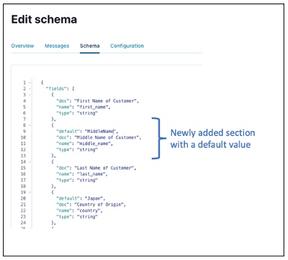 Edit schema
Overview Messages Schema Configuration
1 {
2 "fields": [
3 {
4 "doc": "First Name of Customer",
5 "name": "first_name",
6 "type": "string"
7 },
8 {
9 "default": "MiddleName",
10 "doc": "Middle Name of Customer",
11 "name": "middle_name",
12 "type": "string"
13 },
14 {
15 "doc": "Last Name of Customer",
16 "name": "last_name",
17 "type": "string"
18 },
19 {
20 "default": "Japan",
21 "doc": "Country of Origin",
22 "name": "country",
23 "type": "string"
24 },
Newly added section
with a default value